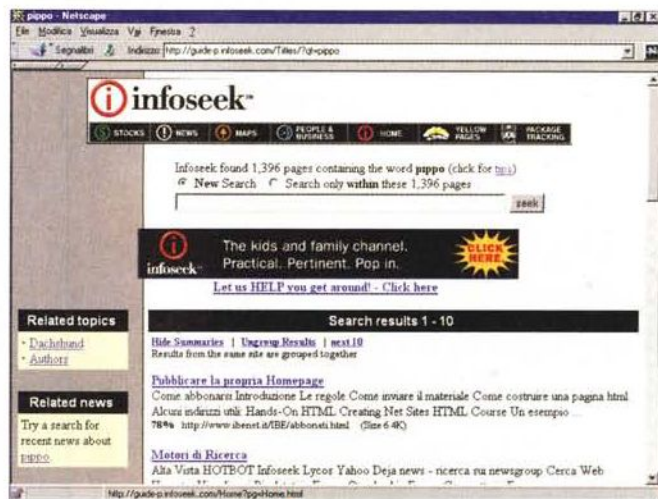 pippo - Netscape
File Modifica Visualizza Vai Finestra ?
Segnalibri Indirizzo: http://guide-p.infoseek.com/Titles/?qt=pippo
infoseek™
STOCKS NEWS MAPS PEOPLE & BUSINESS HOME YELLOW PAGES PACKAGE TRACKING
Infoseek found 1,396 pages containing the word pippo (click for tips)
New Search Search only within these 1,396 pages
seek
infoseek
The kids and family channel.
Practical. Pertinent. Pop in.
CLICK HERE.
Let us HELP you get around! - Click here
Related topics
· Dachshund
· Authors
Related news
Try a search for
recent news about
pippo.
Search results 1 - 10
Hide Summaries | Ungroup Results | next 10
Results from the same site are grouped together
Pubblicare la propria Homepage
Come abbonarsi Introduzione Le regole Come inviare il materiale Come costruire una pagina html
Alcuni indirizzi utili: Hands-On HTML Creating Net Sites HTML Course Un esempio ...
78% http://www.ibenet.it/IBE/abbonati.html (Size 6.4K)
Motori di Ricerca
Alta Vista HOTBOT Infoseek Lycor Yahoo Deja news - ricerca sui newsgroup Cerca Web
http://guide-p.infoseek.com/Home?pg=Home.html